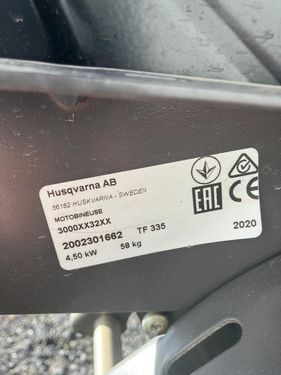 Husqvarna AB
56182 HUSKVARNA - SWEDEN
MOTOBINEUSE
3000XX32XX
2002301662 TF 335
4,50 kW 58 kg 2020
EAC CE